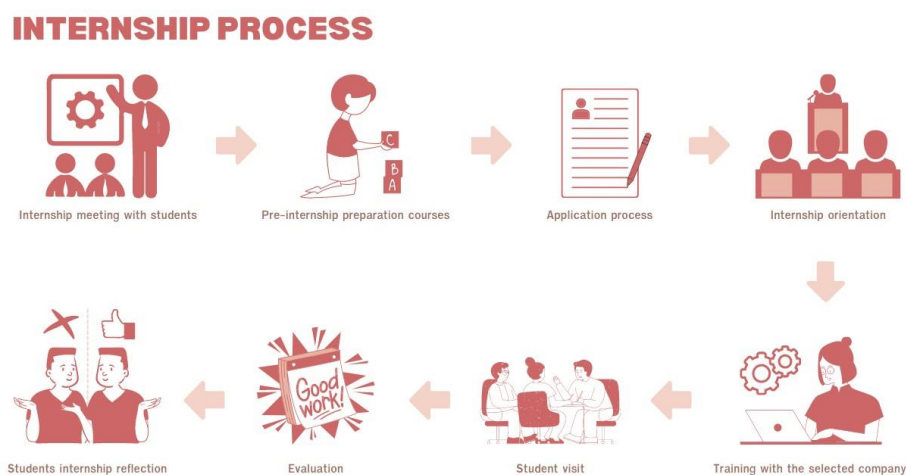 INTERNSHIP PROCESS
C
B
A
Internship meeting with students
Pre-internship preparation courses
Application process
Internship orientation
Good
work!
Students internship reflection
Evaluation
Student visit
Training with the selected company